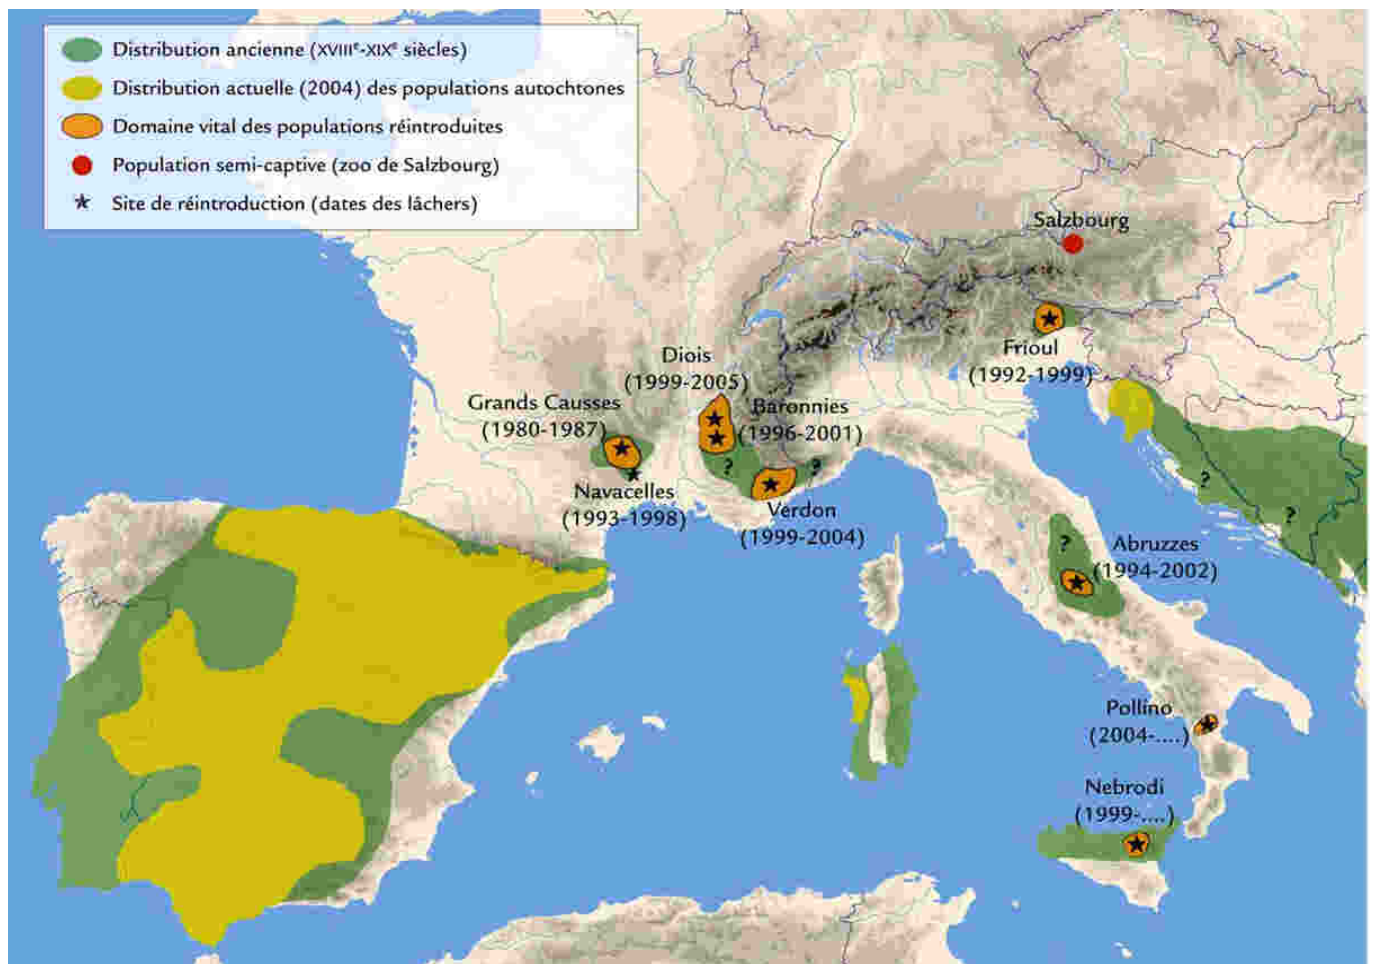 Distribution ancienne (XVIIIᵉ-XIXᵉ siècles)
Distribution actuelle (2004) des populations autochtones
Domaine vital des populations réintroduites
Population semi-captive (zoo de Salzbourg)
Site de réintroduction (dates des lâchers)
Salzbourg
Frioul
(1992-1999)
Diois
(1999-2005)
Grands Causses
(1980-1987)
Baronnies
(1996-2001)
?
?
?
Navacelles
(1993-1998)
Verdon
(1999-2004)
?
?
Abruzzes
(1994-2002)
Pollino
(2004-....)
Nebrodi
(1999-....)